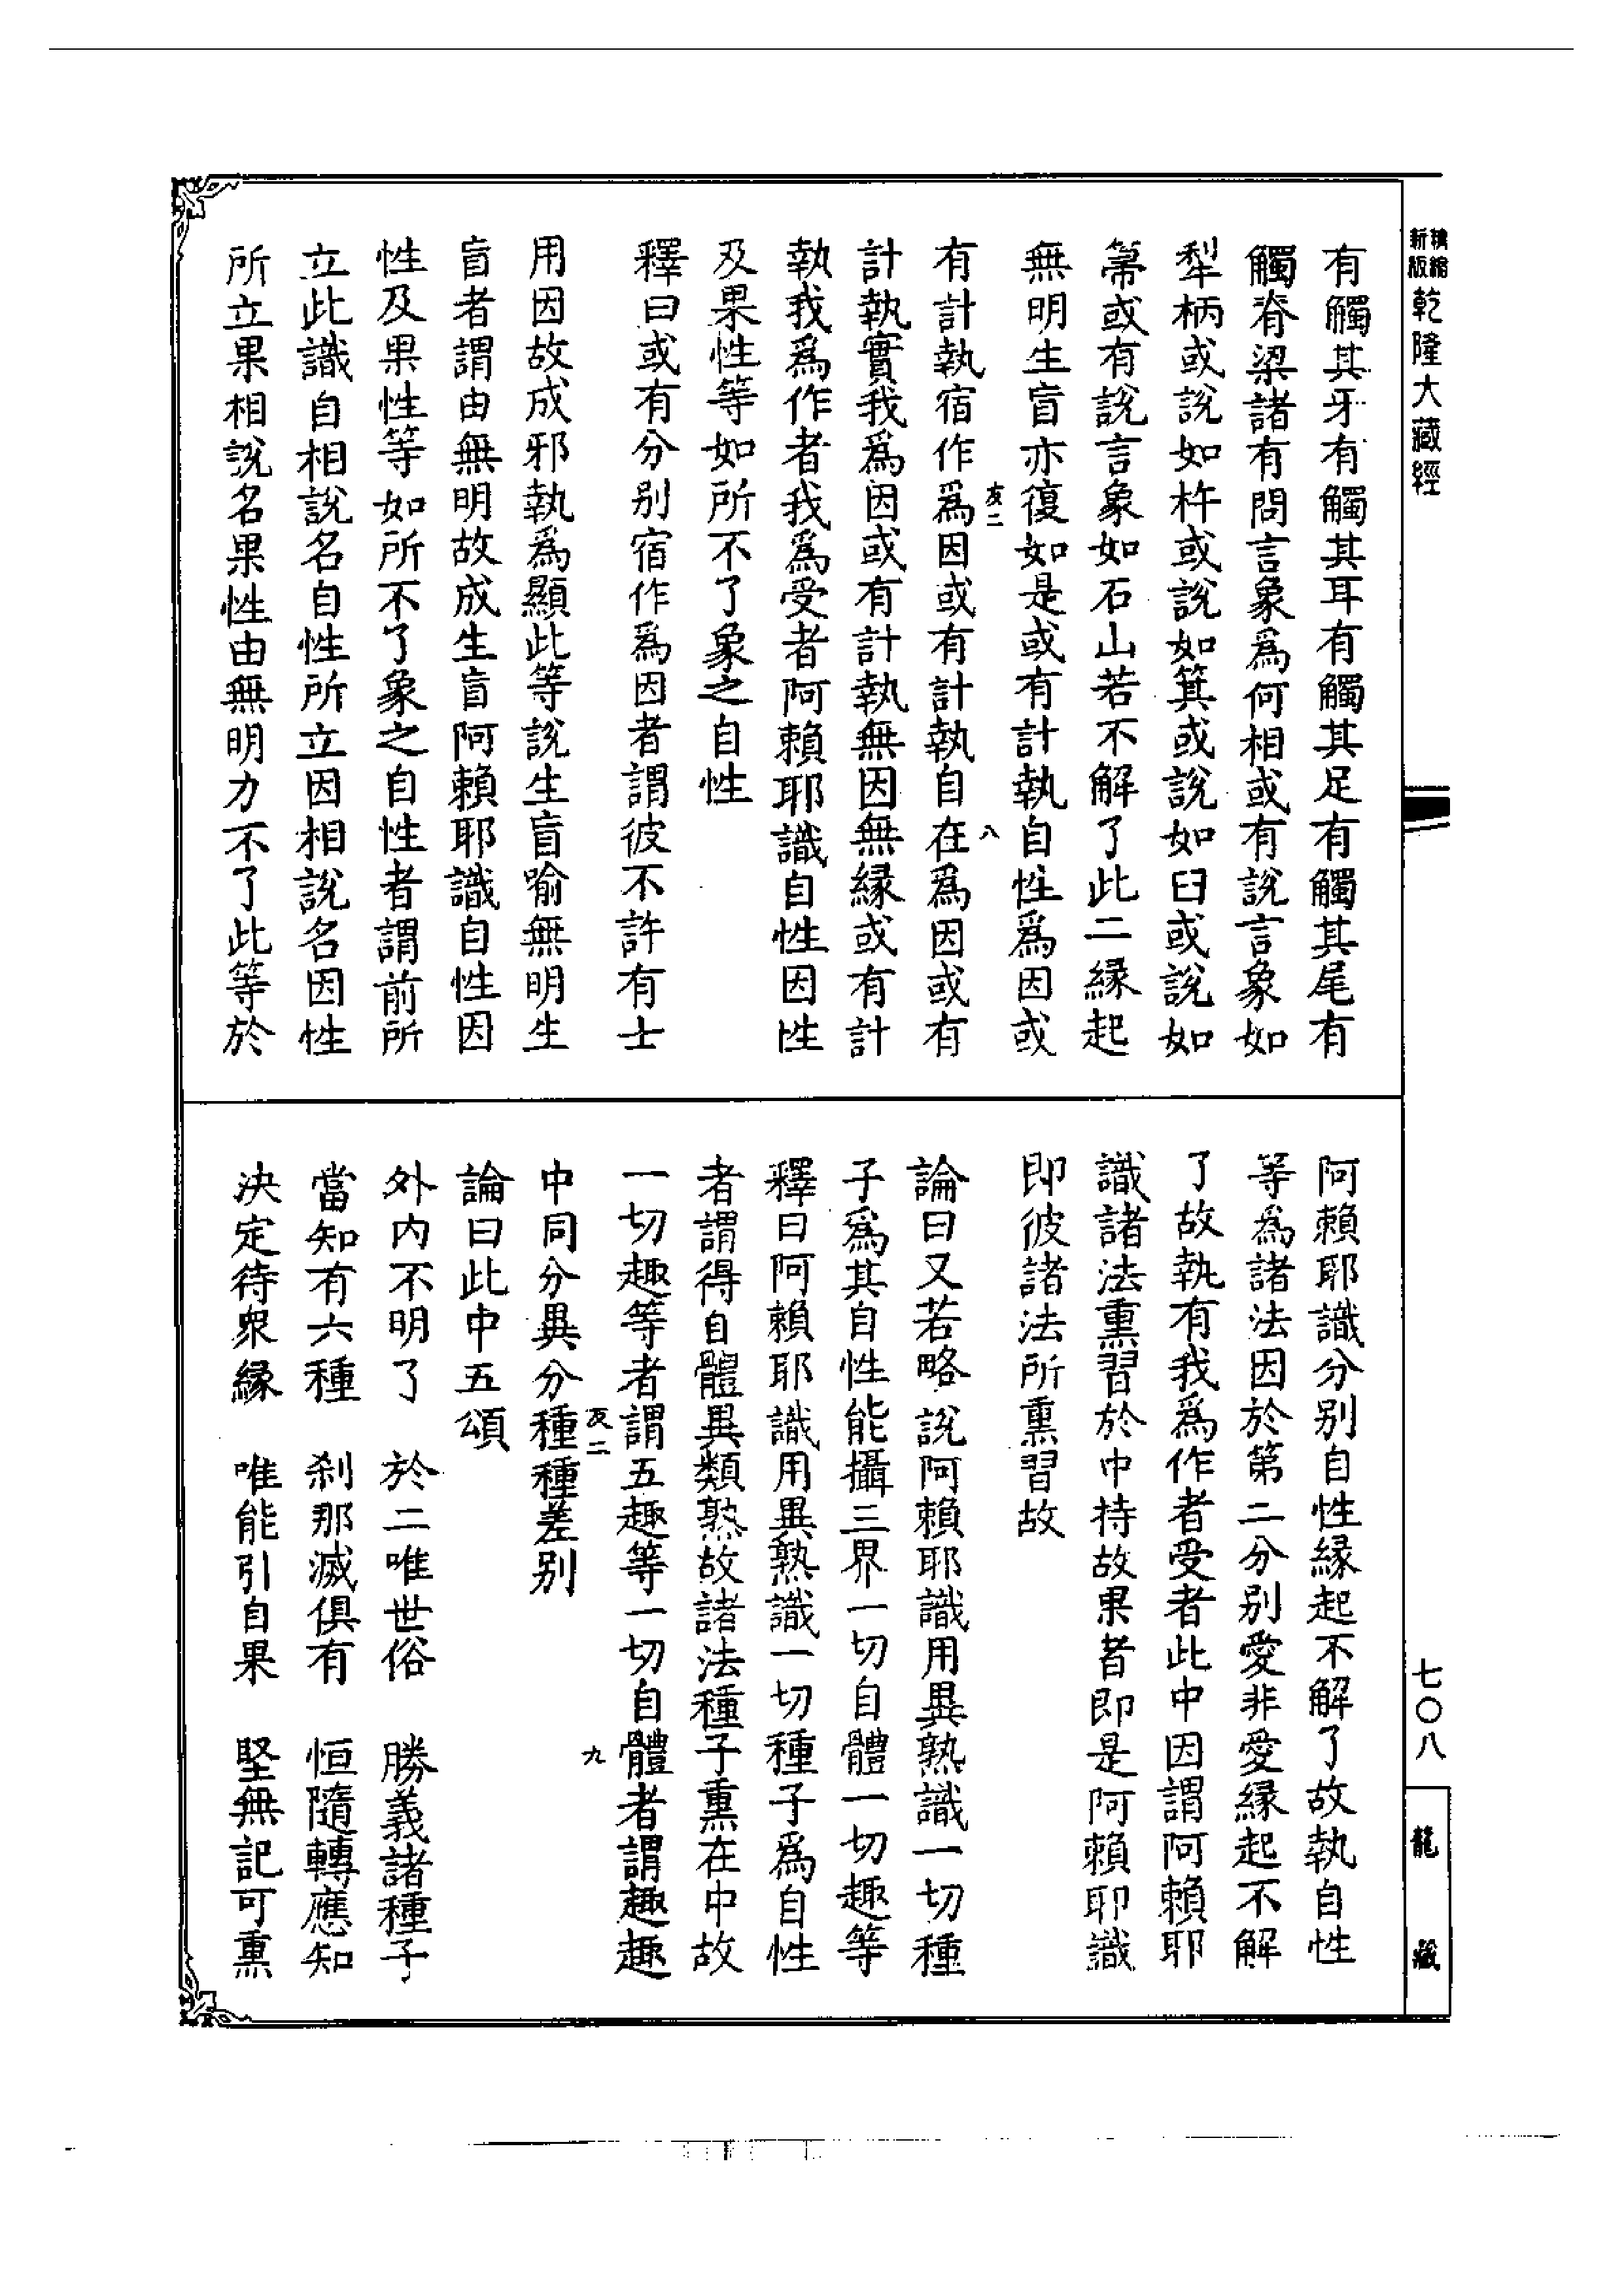 精縮新版乾隆大藏經
有觸其牙有觸其耳有觸其足有觸其尾有
觸脊梁諸有問言象為何相或有說言象如
犁柄或說如杵或說如箕或說如臼或說如
箒或有說言象如石山若不解了此二緣起
無明生盲亦復如是或有計執自性為因或
友二
八
有計執宿作為因或有計執自在為因或有
計執實我為因或有計執無因無緣或有計
執我為作者我為受者阿賴耶識自性因性
及果性等如所不了象之自性
釋曰或有分別宿作為因者謂彼不許有士
用因故成邪執為顯此等說生盲喻無明生
盲者謂由無明故成生盲阿賴耶識自性因
性及果性等如所不了象之自性者謂前所
立此識自相說名自性所立因相說名因性
所立果相說名果性由無明力不了此等於
阿賴耶識分別自性緣起不解了故執自性
等為諸法因於第二分別愛非愛緣起不解
了故執有我為作者受者此中因謂阿賴耶
識諸法熏習於中持故果者即是阿賴耶識
即彼諸法所熏習故
論曰又若略說阿賴耶識用異熟識一切種
子為其自性能攝三界一切自體一切趣等
釋曰阿賴耶識用異熟識一切種子為自性
者謂得自體異類熟故諸法種子熏在中故
一切趣等者謂五趣等一切自體者謂趣趣
友二
九
中同分異分種種差別
論曰此中五頌
外內不明了　於二唯世俗　勝義諸種子
當知有六種　剎那滅俱有　恒隨轉應知
決定待眾緣　唯能引自果　堅無記可熏
七〇八
龍藏